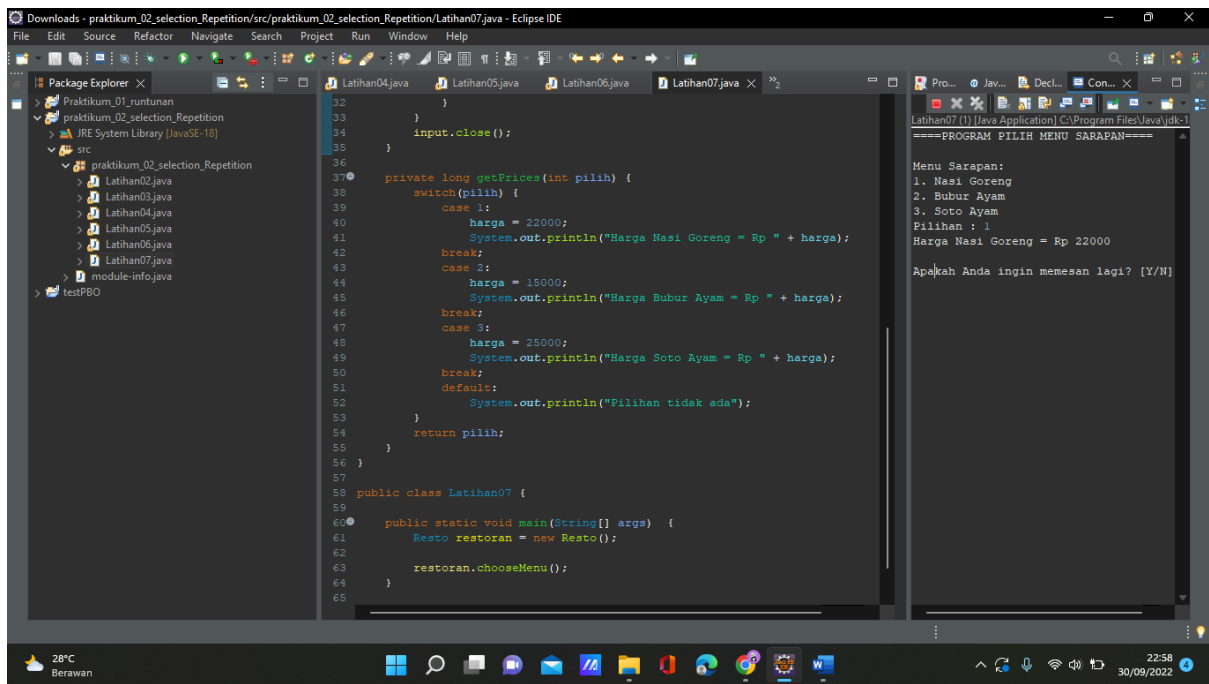 Downloads - praktikum_02_selection_Repetition/src/praktikum_02_selection_Repetition/Latihan07.java - Eclipse IDE
File Edit Source Refactor Navigate Search Project Run Window Help
Package Explorer
Praktikum_01_runtunan
praktikum_02_selection_Repetition
JRE System Library [JavaSE-18]
src
praktikum_02_selection_Repetition
Latihan02.java
Latihan03.java
Latihan04.java
Latihan05.java
Latihan06.java
Latihan07.java
module-info.java
testPBO
Latihan04.java Latihan05.java Latihan06.java Latihan07.java 2
32 }
33 }
34 input.close();
35 }
36
37 private long getPrices(int pilih) {
38 switch(pilih) {
39 case 1:
40 harga = 22000;
41 System.out.println("Harga Nasi Goreng = Rp " + harga);
42 break;
43 case 2:
44 harga = 15000;
45 System.out.println("Harga Bubur Ayam = Rp " + harga);
46 break;
47 case 3:
48 harga = 25000;
49 System.out.println("Harga Soto Ayam = Rp " + harga);
50 break;
51 default:
52 System.out.println("Pilihan tidak ada");
53 }
54 return pilih;
55 }
56 }
57
58 public class Latihan07 {
59
60 public static void main(String[] args) {
61 Resto restoran = new Resto();
62
63 restoran.chooseMenu();
64 }
65
Pro... Jav... Decl... Con...
Latihan07 (1) [Java Application] C:\Program Files\Java\jdk-1
====PROGRAM PILIH MENU SARAPAN====
Menu Sarapan:
1. Nasi Goreng
2. Bubur Ayam
3. Soto Ayam
Pilihan : 1
Harga Nasi Goreng = Rp 22000
Apakah Anda ingin memesan lagi? [Y/N]
28°C
Berawan
22:58
30/09/2022
4